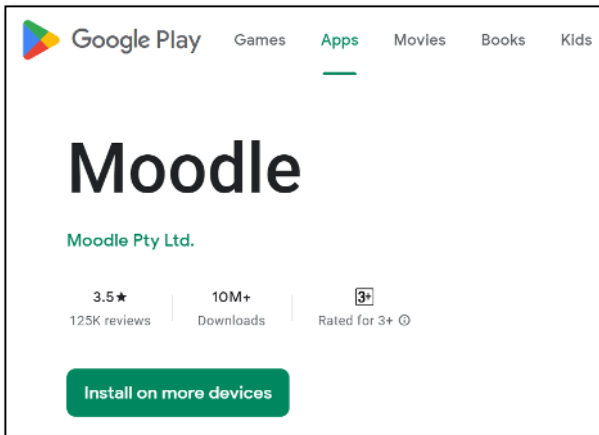 Google Play Games Apps Movies Books Kids
Moodle
Moodle Pty Ltd.
3.5★ 10M+ 3+
125K reviews Downloads Rated for 3+
Install on more devices